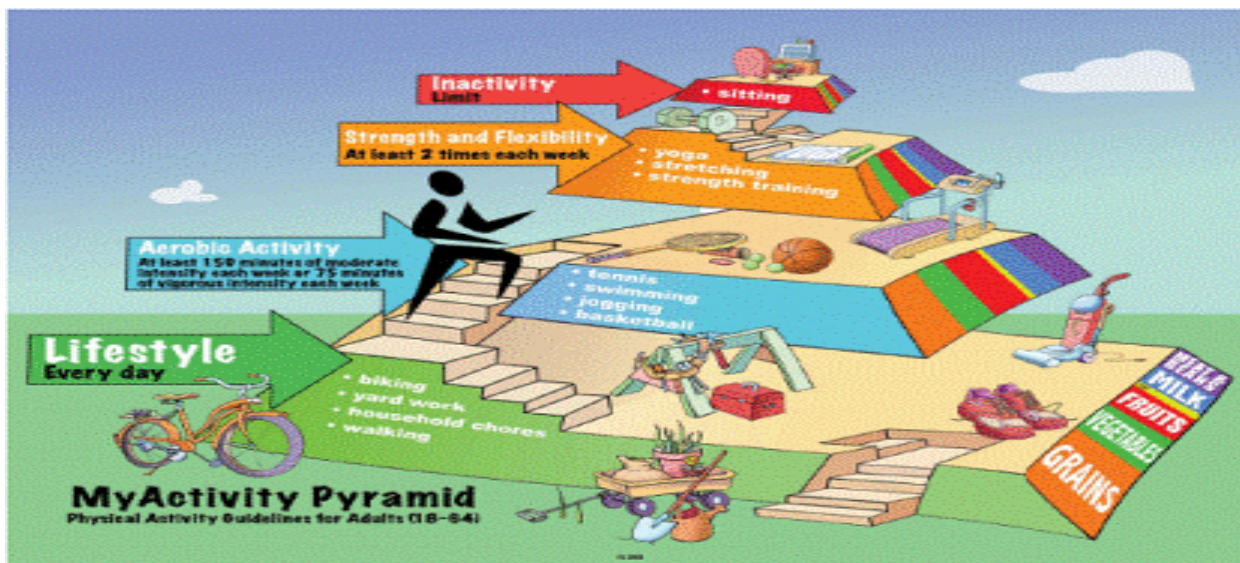 Inactivity
Limit
• sitting
Strength and Flexibility
At least 2 times each week
• yoga
• stretching
• strength training
Aerobic Activity
At least 150 minutes of moderate
intensity each week or 75 minutes
of vigorous intensity each week
• tennis
• swimming
• jogging
• basketball
Lifestyle
Every day
• biking
• yard work
• household chores
• walking
MEAT &
BEANS
MILK
FRUITS
VEGETABLES
GRAINS
MyActivity Pyramid
Physical Activity Guidelines for Adults (18-64)